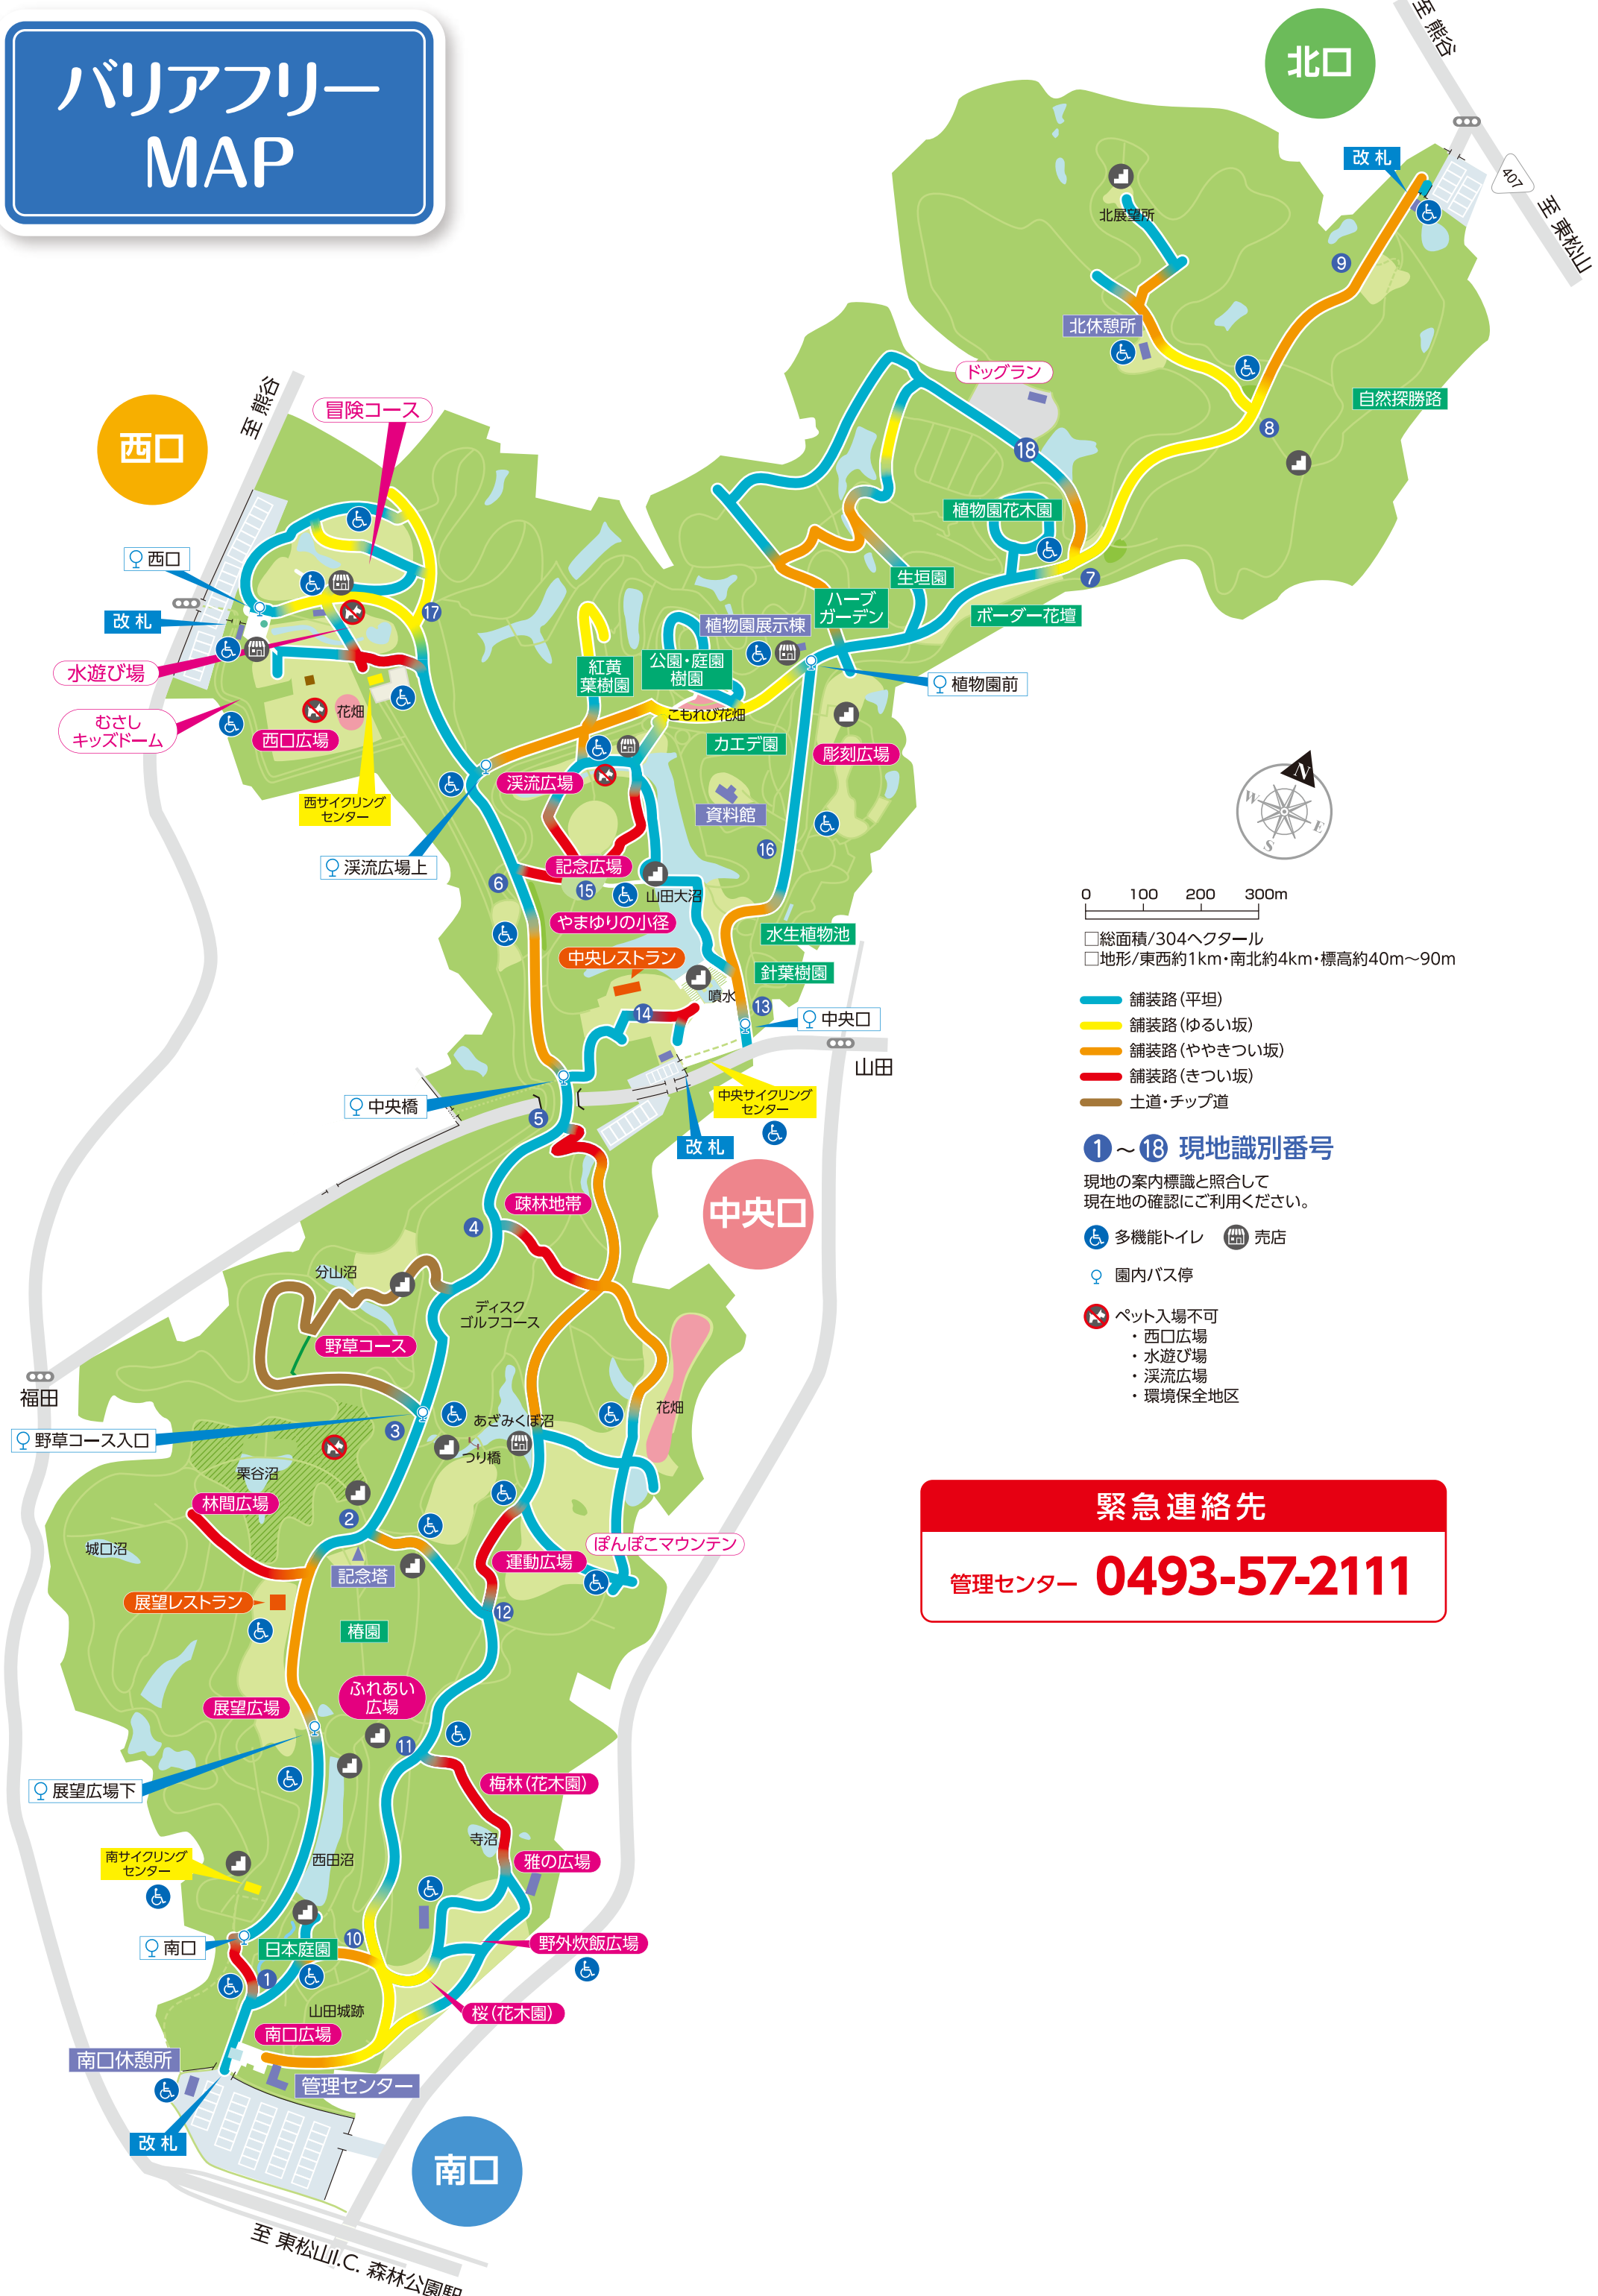 バリアフリー
MAP
北口
至 熊谷
407
至 東松山
改札
北展望所
9
北休憩所
ドッグラン
自然探勝路
8
18
植物園花木園
7
生垣園
ボーダー花壇
ハーブ
ガーデン
至 熊谷
冒険コース
西口
西口
改札
17
水遊び場
むさし
キッズドーム
花畑
西口広場
西サイクリング
センター
渓流広場上
植物園展示棟
公園・庭園
樹園
紅黄
葉樹園
植物園前
こもれび花畑
カエデ園
彫刻広場
渓流広場
資料館
16
記念広場
6
15
山田大沼
やまゆりの小径
水生植物池
中央レストラン
針葉樹園
噴水
13
14
中央口
山田
中央橋
中央サイクリング
センター
5
改札
中央口
疎林地帯
4
分山沼
ディスク
ゴルフコース
野草コース
福田
花畑
あざみくぼ沼
3
野草コース入口
つり橋
栗谷沼
林間広場
2
城口沼
ぽんぽこマウンテン
運動広場
記念塔
展望レストラン
12
椿園
ふれあい
広場
展望広場
11
梅林(花木園)
展望広場下
寺沼
南サイクリング
センター
西田沼
雅の広場
10
南口
日本庭園
野外炊飯広場
1
山田城跡
桜(花木園)
南口広場
南口休憩所
管理センター
改札
南口
至 東松山I.C. 森林公園駅
N
W
E
S
0 100 200 300m
□総面積/304ヘクタール
□地形/東西約1km・南北約4km・標高約40m〜90m
舗装路(平坦)
舗装路(ゆるい坂)
舗装路(ややきつい坂)
舗装路(きつい坂)
土道・チップ道
1〜18 現地識別番号
現地の案内標識と照合して
現在地の確認にご利用ください。
多機能トイレ 売店
園内バス停
ペット入場不可
・西口広場
・水遊び場
・渓流広場
・環境保全地区
緊急連絡先
管理センター 0493-57-2111